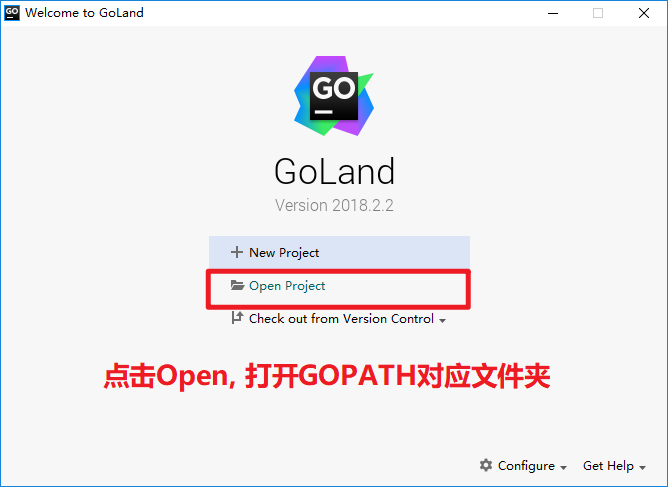 Welcome to GoLand
GO
GO
GoLand
Version 2018.2.2
New Project
Open Project
Check out from Version Control
点击Open, 打开GOPATH对应文件夹
Configure Get Help